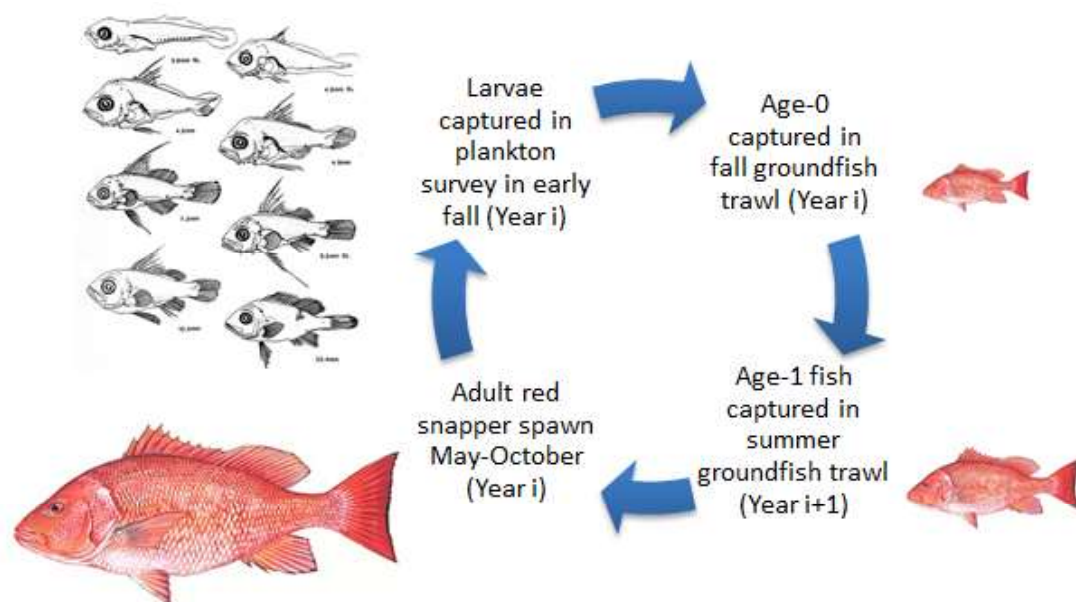 Larvae
captured in
plankton
survey in early
fall (Year i)
Age-0
captured in
fall groundfish
trawl (Year i)
Age-1 fish
captured in
summer
groundfish trawl
(Year i+1)
Adult red
snapper spawn
May-October
(Year i)